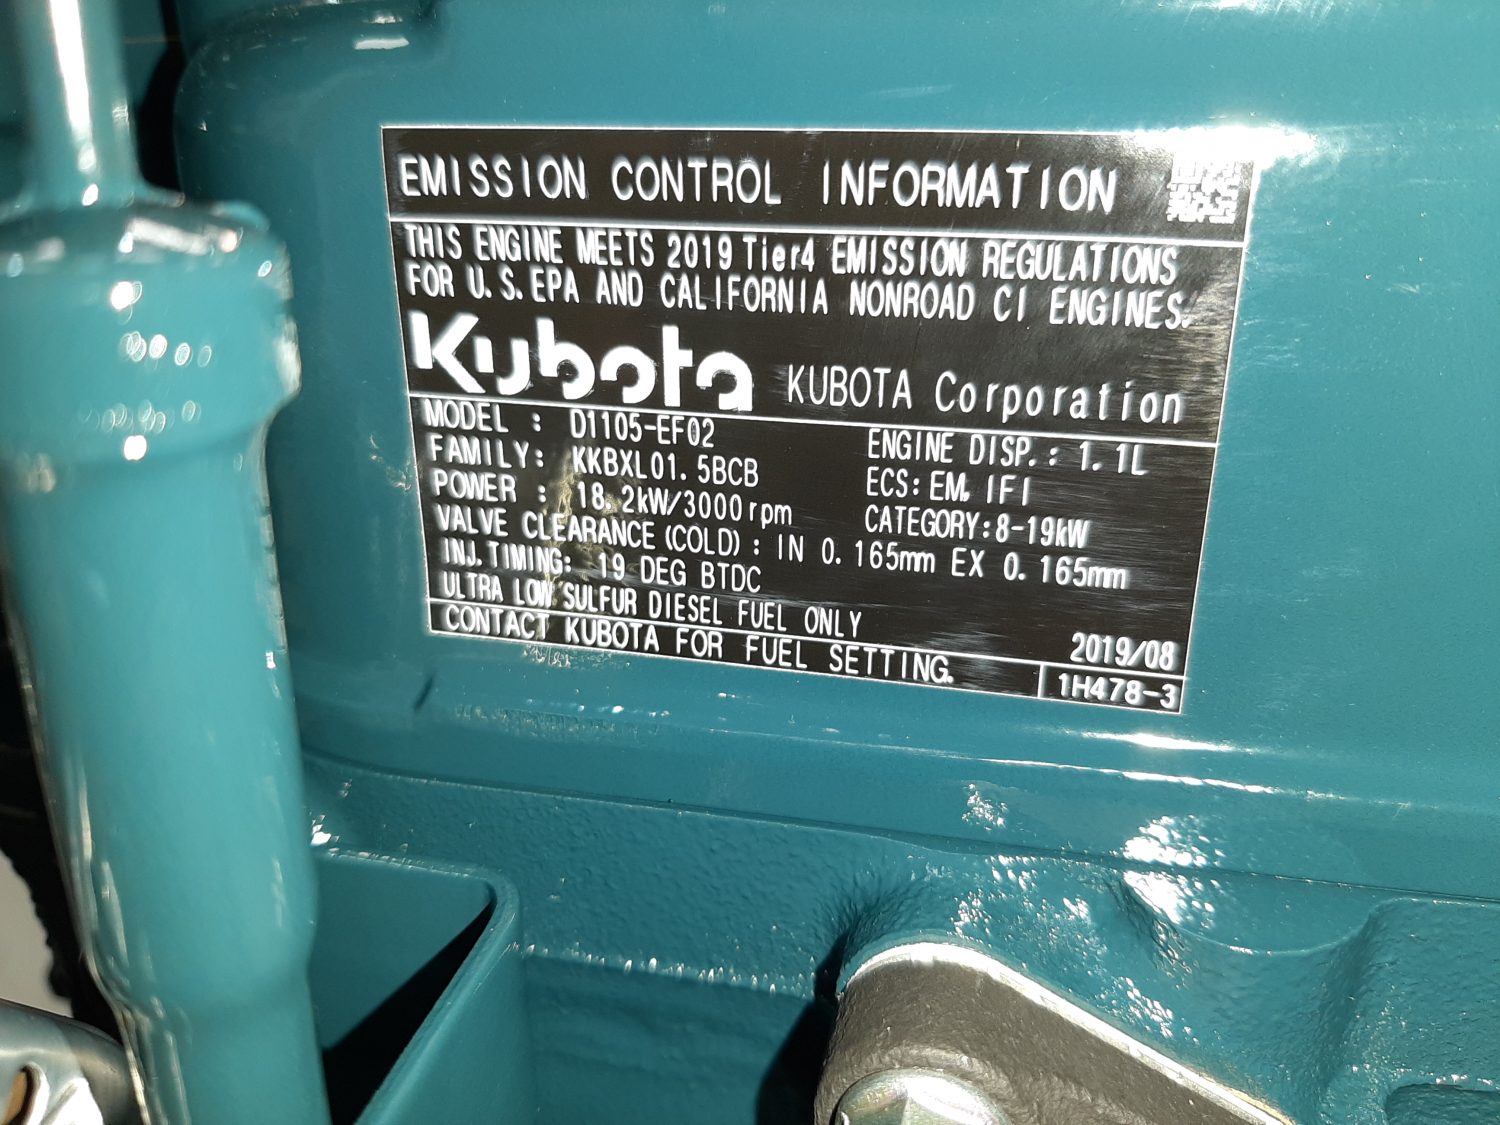 EMISSION CONTROL INFORMATION
THIS ENGINE MEETS 2019 Tier4 EMISSION REGULATIONS
FOR U.S.EPA AND CALIFORNIA NONROAD CI ENGINES.
Kubota KUBOTA Corporation
MODEL : D1105-EF02 ENGINE DISP.: 1.1L
FAMILY: KKBXL01.5BCB ECS: EM, IFI
POWER : 18.2kW/3000rpm CATEGORY:8-19kW
VALVE CLEARANCE (COLD) : IN 0.165mm EX 0.165mm
INJ.TIMING: 19 DEG BTDC
ULTRA LOW SULFUR DIESEL FUEL ONLY 2019/08
CONTACT KUBOTA FOR FUEL SETTING. 1H478-3